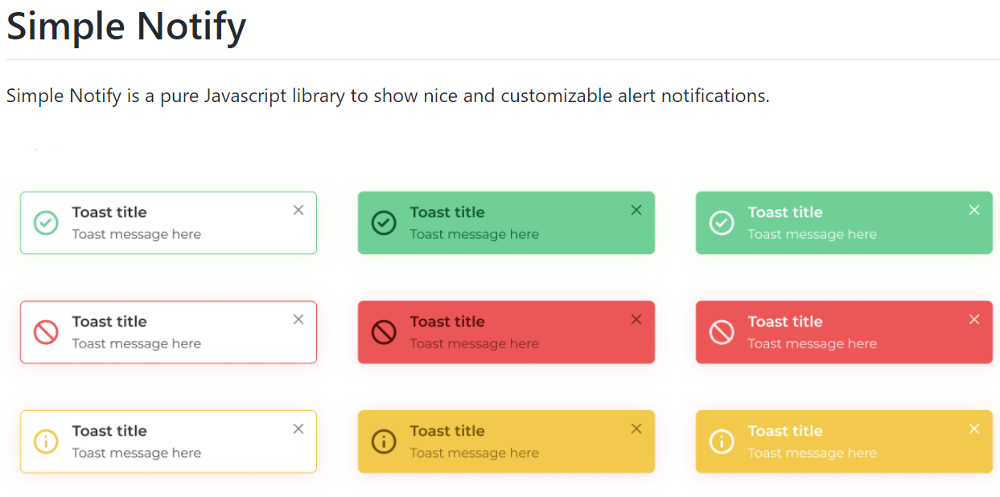 Simple Notify
Simple Notify is a pure Javascript library to show nice and customizable alert notifications.
Toast title
Toast message here
Toast title
Toast message here
Toast title
Toast message here
Toast title
Toast message here
Toast title
Toast message here
Toast title
Toast message here
Toast title
Toast message here
Toast title
Toast message here
Toast title
Toast message here